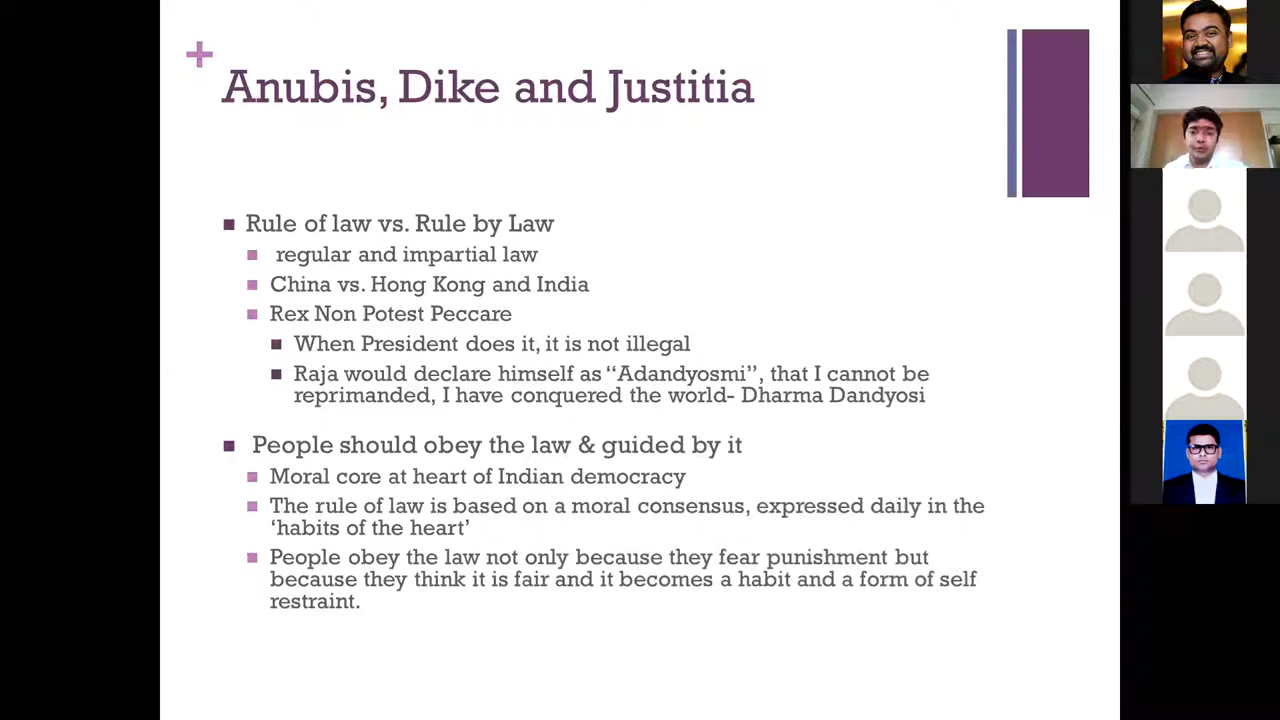 +
Anubis, Dike and Justitia
Rule of law vs. Rule by Law
regular and impartial law
China vs. Hong Kong and India
Rex Non Potest Peccare
When President does it, it is not illegal
Raja would declare himself as “Adandyosmi”, that I cannot be
reprimanded, I have conquered the world- Dharma Dandyosi
People should obey the law & guided by it
Moral core at heart of Indian democracy
The rule of law is based on a moral consensus, expressed daily in the
‘habits of the heart’
People obey the law not only because they fear punishment but
because they think it is fair and it becomes a habit and a form of self
restraint.